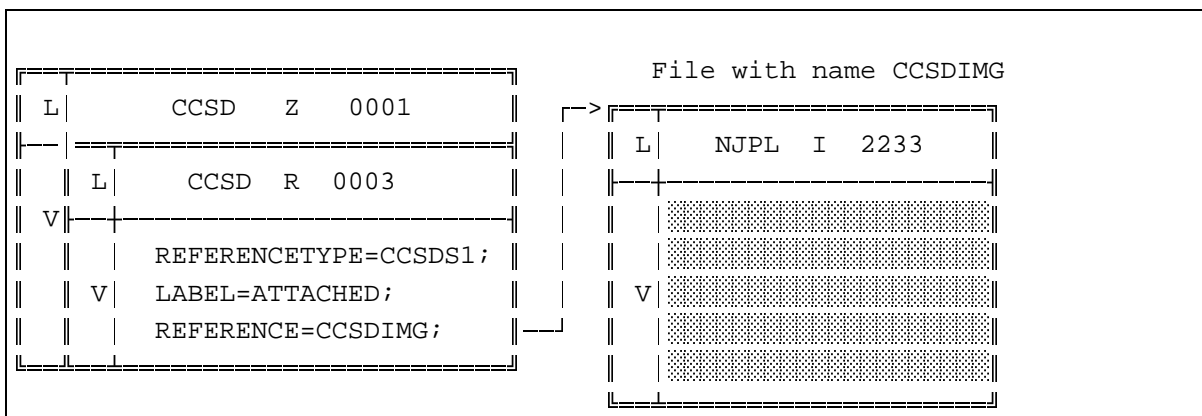 File with name CCSDIMG
L CCSD Z 0001
L NJPL I 2233
L CCSD R 0003
V
REFERENCETYPE=CCSDS1;
V LABEL=ATTACHED;
V
REFERENCE=CCSDIMG;